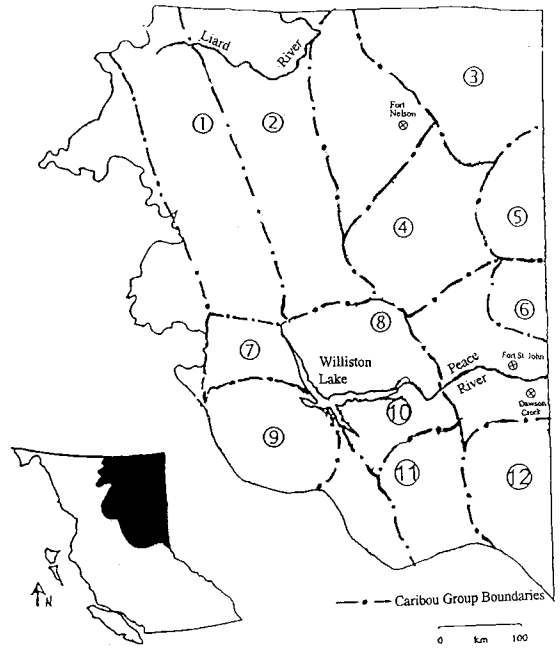 Liard
River
③
Fort
Nelson
①
②
④
⑤
⑥
⑧
⑦
Williston
Lake
Peace
River
Fort St John
Dawson
Creek
⑩
⑨
⑪
⑫
N
Caribou Group Boundaries
0 km 100